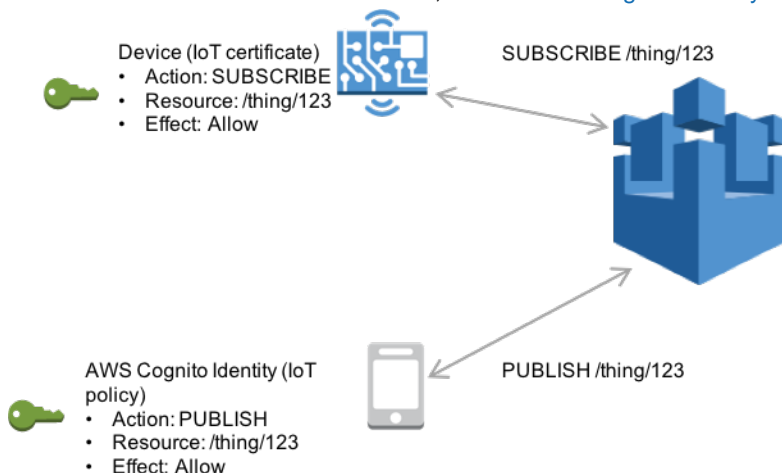 Device (IoT certificate)
• Action: SUBSCRIBE
• Resource: /thing/123
• Effect: Allow
SUBSCRIBE /thing/123
AWS Cognito Identity (IoT
policy)
• Action: PUBLISH
• Resource: /thing/123
• Effect: Allow
PUBLISH /thing/123